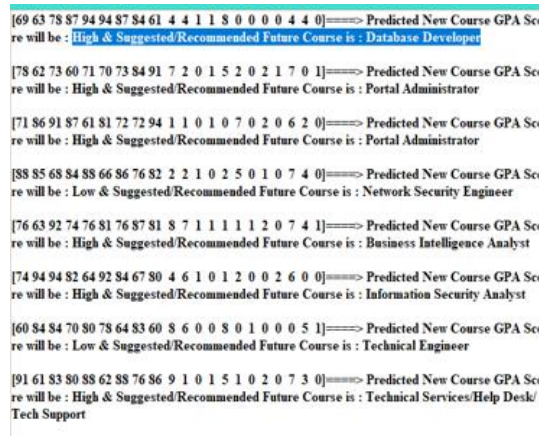 [69 63 78 87 94 94 87 84 61 4 4 1 1 8 0 0 0 0 4 4 0]====> Predicted New Course GPA Sco
re will be : High & Suggested/Recommended Future Course is : Database Developer
[78 62 73 60 71 70 73 84 91 7 2 0 1 5 2 0 2 1 7 0 1]====> Predicted New Course GPA Sco
re will be : High & Suggested/Recommended Future Course is : Portal Administrator
[71 86 91 87 61 81 72 72 94 1 1 0 1 0 7 0 2 0 6 2 0]====> Predicted New Course GPA Sco
re will be : High & Suggested/Recommended Future Course is : Portal Administrator
[88 85 68 84 88 66 86 76 82 2 2 1 0 2 5 0 1 0 7 4 0]====> Predicted New Course GPA Sco
re will be : Low & Suggested/Recommended Future Course is : Network Security Engineer
[76 63 92 74 76 81 76 87 81 8 7 1 1 1 1 1 2 0 7 4 1]====> Predicted New Course GPA Sco
re will be : High & Suggested/Recommended Future Course is : Business Intelligence Analyst
[74 94 94 82 64 92 84 67 80 4 6 1 0 1 2 0 0 2 6 0 0]====> Predicted New Course GPA Sco
re will be : High & Suggested/Recommended Future Course is : Information Security Analyst
[60 84 84 70 80 78 64 83 60 8 6 0 0 8 0 1 0 0 0 5 1]====> Predicted New Course GPA Sco
re will be : Low & Suggested/Recommended Future Course is : Technical Engineer
[91 61 83 80 88 62 88 76 86 9 1 0 1 5 1 0 2 0 7 3 0]====> Predicted New Course GPA Sco
re will be : High & Suggested/Recommended Future Course is : Technical Services/Help Desk/
Tech Support